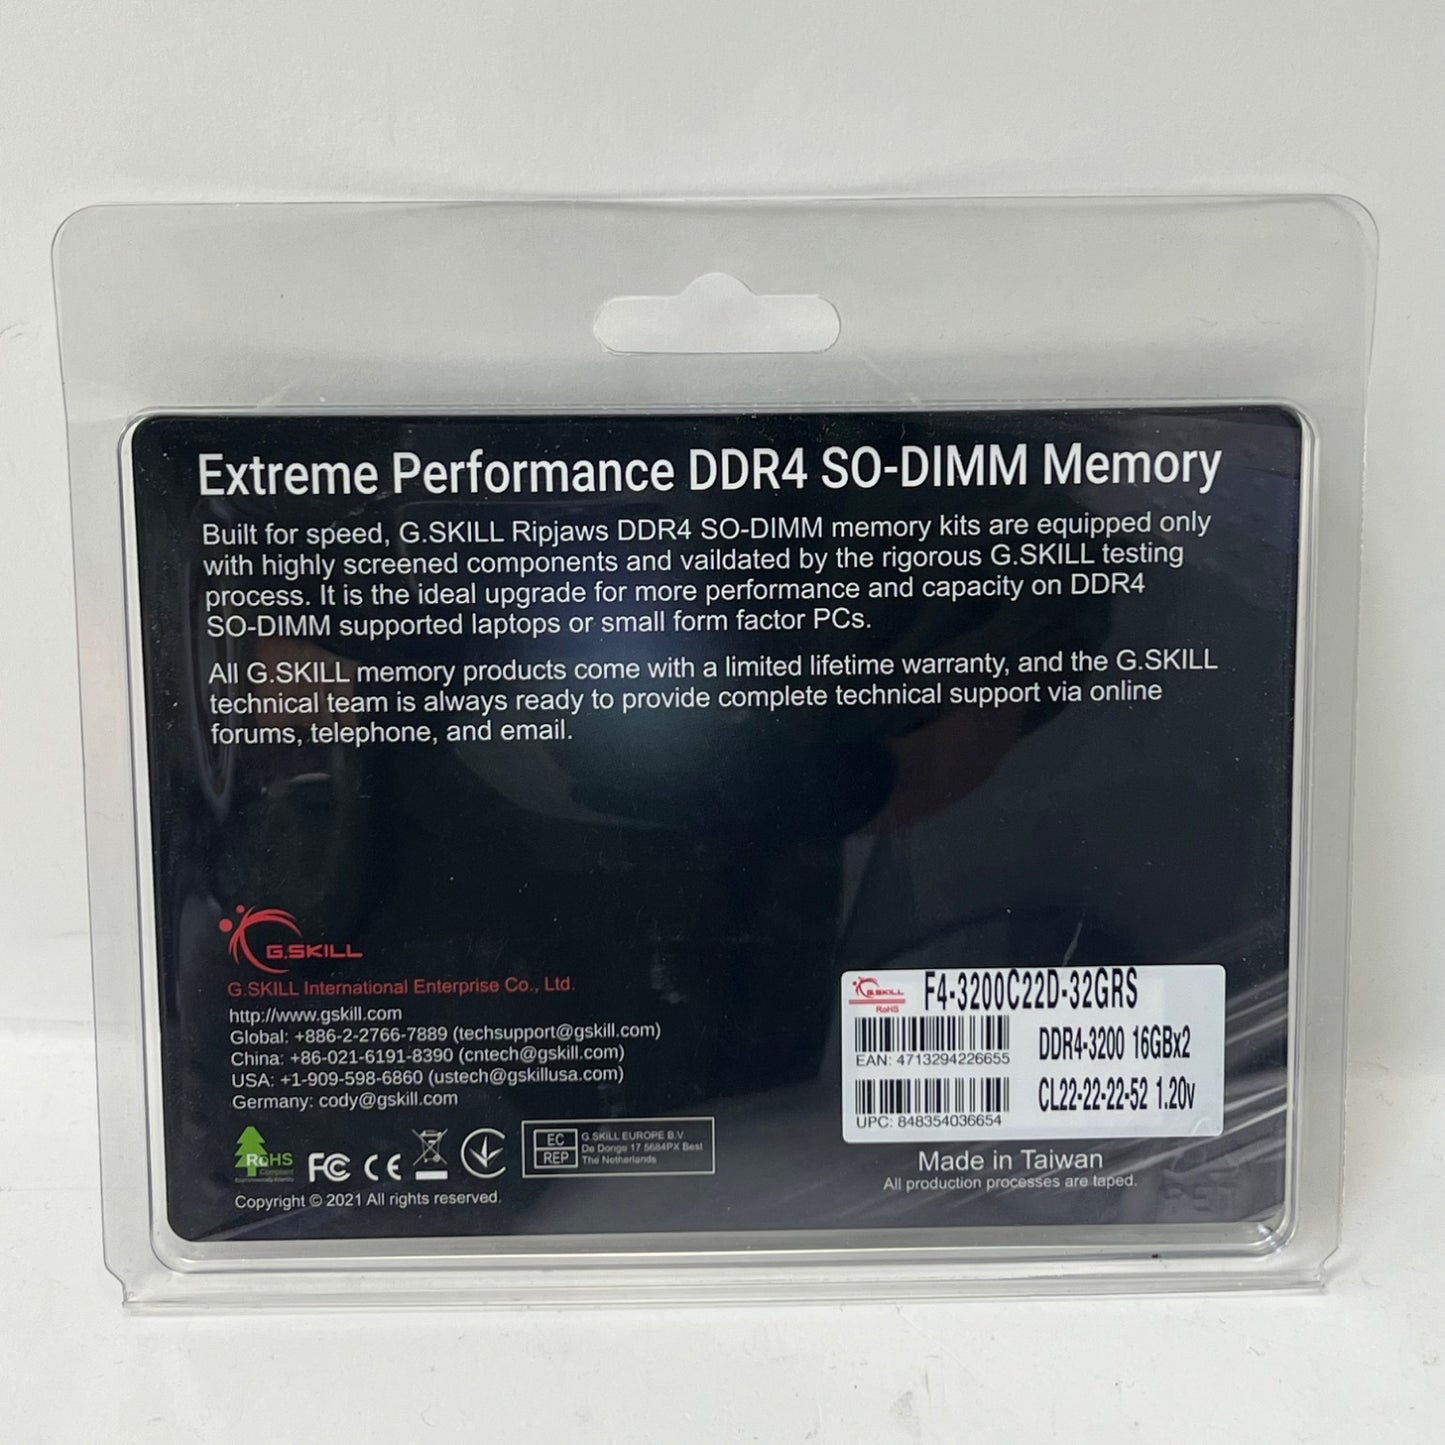 Extreme Performance DDR4 SO-DIMM Memory
Built for speed, G.SKILL Ripjaws DDR4 SO-DIMM memory kits are equipped only
with highly screened components and vaildated by the rigorous G.SKILL testing
process. It is the ideal upgrade for more performance and capacity on DDR4
SO-DIMM supported laptops or small form factor PCs.
All G.SKILL memory products come with a limited lifetime warranty, and the G.SKILL
technical team is always ready to provide complete technical support via online
forums, telephone, and email.
G.SKILL
G.SKILL International Enterprise Co., Ltd.
http://www.gskill.com
Global: +886-2-2766-7889 (techsupport@gskill.com)
China: +86-021-6191-8390 (cntech@gskill.com)
USA: +1-909-598-6860 (ustech@gskillusa.com)
Germany: cody@gskill.com
RoHS
Compliant
FC CE
EC
REP
G.SKILL EUROPE B.V.
De Donge 17 5684PX Best
The Netherlands
Copyright © 2021 All rights reserved.
G.SKILL
RoHS
F4-3200C22D-32GRS
EAN: 4713294226655
DDR4-3200 16GBx2
UPC: 848354036654
CL22-22-22-52 1.20v
Made in Taiwan
All production processes are taped.